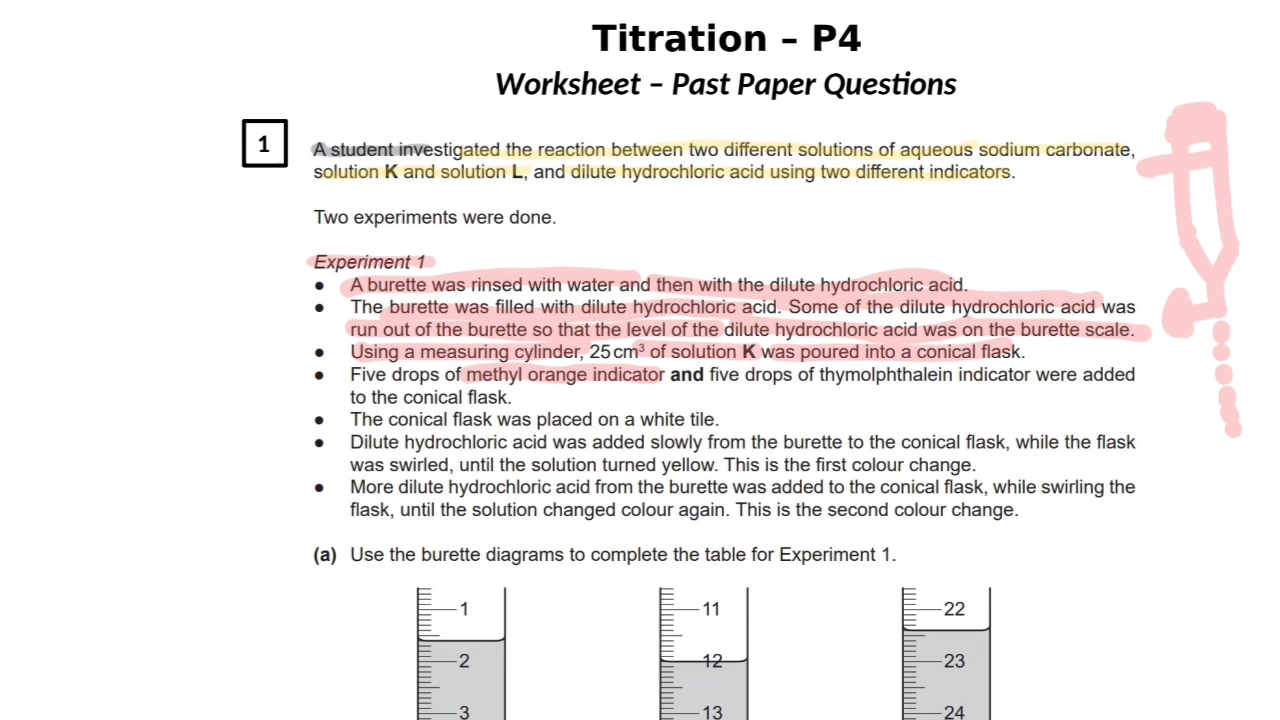 Titration – P4
Worksheet – Past Paper Questions
1
A student investigated the reaction between two different solutions of aqueous sodium carbonate,
solution K and solution L, and dilute hydrochloric acid using two different indicators.
Two experiments were done.
Experiment 1
● A burette was rinsed with water and then with the dilute hydrochloric acid.
● The burette was filled with dilute hydrochloric acid. Some of the dilute hydrochloric acid was
run out of the burette so that the level of the dilute hydrochloric acid was on the burette scale.
● Using a measuring cylinder, 25 cm³ of solution K was poured into a conical flask.
● Five drops of methyl orange indicator and five drops of thymolphthalein indicator were added
to the conical flask.
● The conical flask was placed on a white tile.
● Dilute hydrochloric acid was added slowly from the burette to the conical flask, while the flask
was swirled, until the solution turned yellow. This is the first colour change.
● More dilute hydrochloric acid from the burette was added to the conical flask, while swirling the
flask, until the solution changed colour again. This is the second colour change.
(a) Use the burette diagrams to complete the table for Experiment 1.
1 11 22
2 12 23
3 13 24